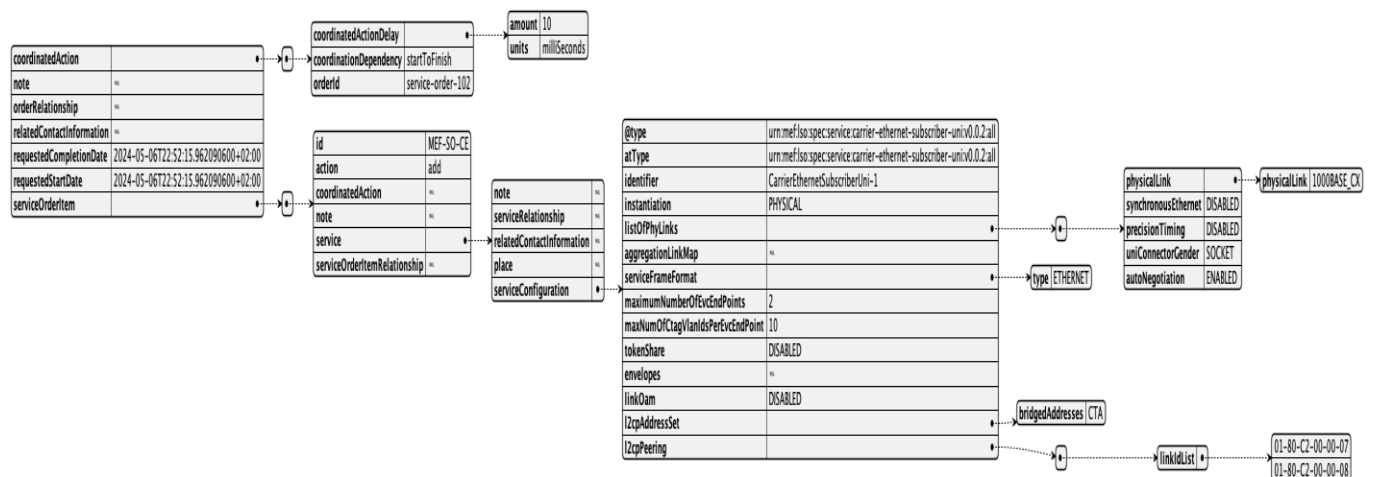 coordinatedAction
note ␀
orderRelationship ␀
relatedContactInformation ␀
requestedCompletionDate 2024-05-06T22:52:15.962090600+02:00
requestedStartDate 2024-05-06T22:52:15.962090600+02:00
serviceOrderItem
coordinatedActionDelay
coordinationDependency startToFinish
orderId service-order-102
amount 10
units milliSeconds
id MEF-SO-CE
action add
coordinatedAction ␀
note ␀
service
serviceOrderItemRelationship ␀
note ␀
serviceRelationship ␀
relatedContactInformation ␀
place ␀
serviceConfiguration
@type urn:mef:lso:spec:service:carrier-ethernet-subscriber-uni:v0.0.2:all
atType urn:mef:lso:spec:service:carrier-ethernet-subscriber-uni:v0.0.2:all
identifier CarrierEthernetSubscriberUni-1
instantiation PHYSICAL
listOfPhyLinks
aggregationLinkMap ␀
serviceFrameFormat
maximumNumberOfEvcEndPoints 2
maxNumOfCtagVlanIdsPerEvcEndPoint 10
tokenShare DISABLED
envelopes ␀
linkOam DISABLED
l2cpAddressSet
l2cpPeering
physicalLink
synchronousEthernet DISABLED
precisionTiming DISABLED
uniConnectorGender SOCKET
autoNegotiation ENABLED
physicalLink 1000BASE_CX
type ETHERNET
bridgedAddresses CTA
linkIdList
01-80-C2-00-00-07
01-80-C2-00-00-08